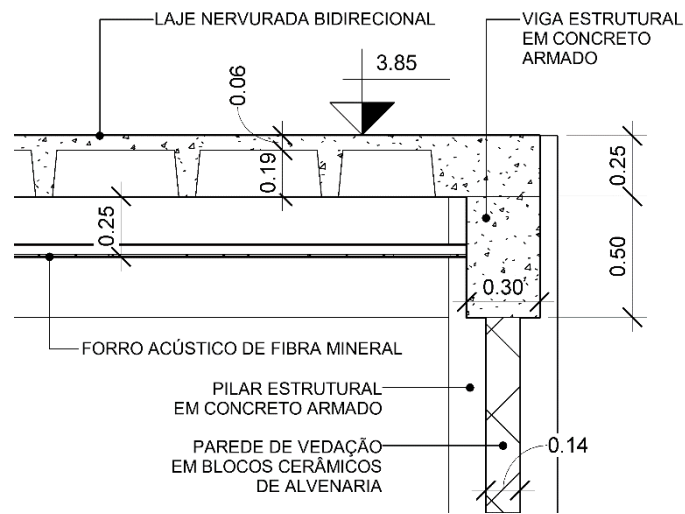 LAJE NERVURADA BIDIRECIONAL
VIGA ESTRUTURAL
EM CONCRETO
ARMADO
3.85
0.06
0.19
0.25
0.25
0.50
0.30
FORRO ACÚSTICO DE FIBRA MINERAL
PILAR ESTRUTURAL
EM CONCRETO ARMADO
PAREDE DE VEDAÇÃO
EM BLOCOS CERÂMICOS
DE ALVENARIA
0.14